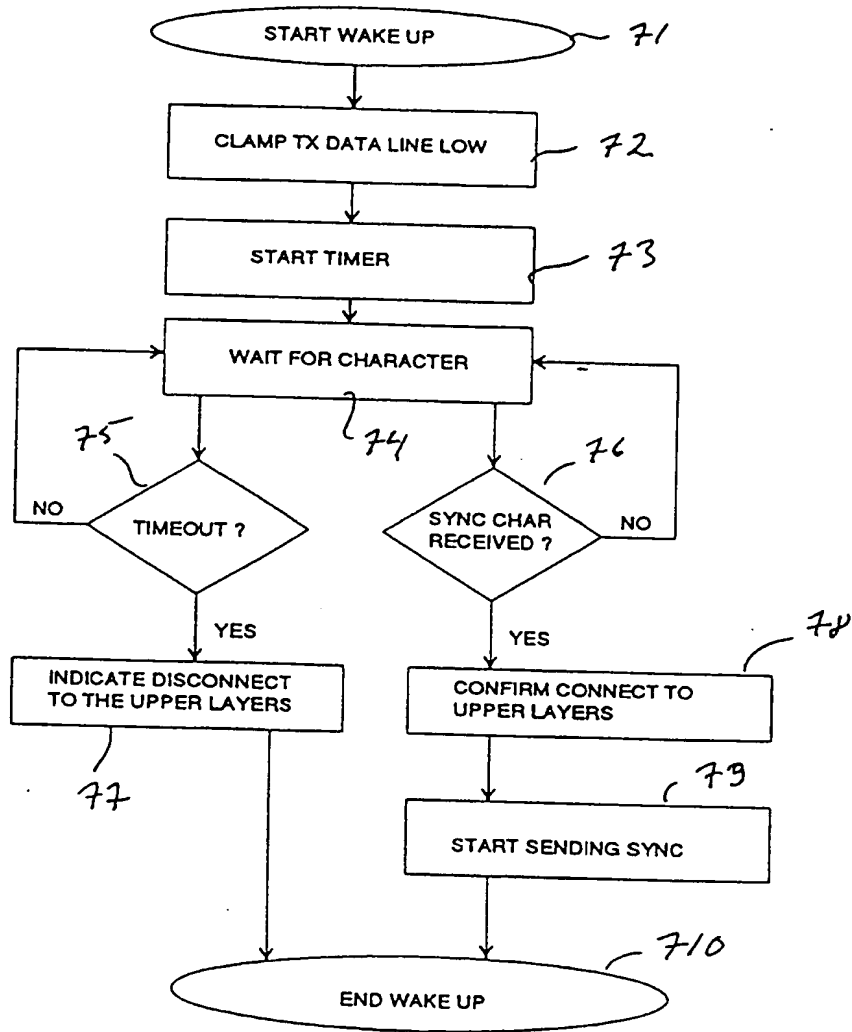 START WAKE UP
71
CLAMP TX DATA LINE LOW
72
START TIMER
73
WAIT FOR CHARACTER
74
75
76
NO
TIMEOUT ?
SYNC CHAR
RECEIVED ?
NO
YES
YES
78
INDICATE DISCONNECT
TO THE UPPER LAYERS
CONFIRM CONNECT TO
UPPER LAYERS
77
79
START SENDING SYNC
710
END WAKE UP